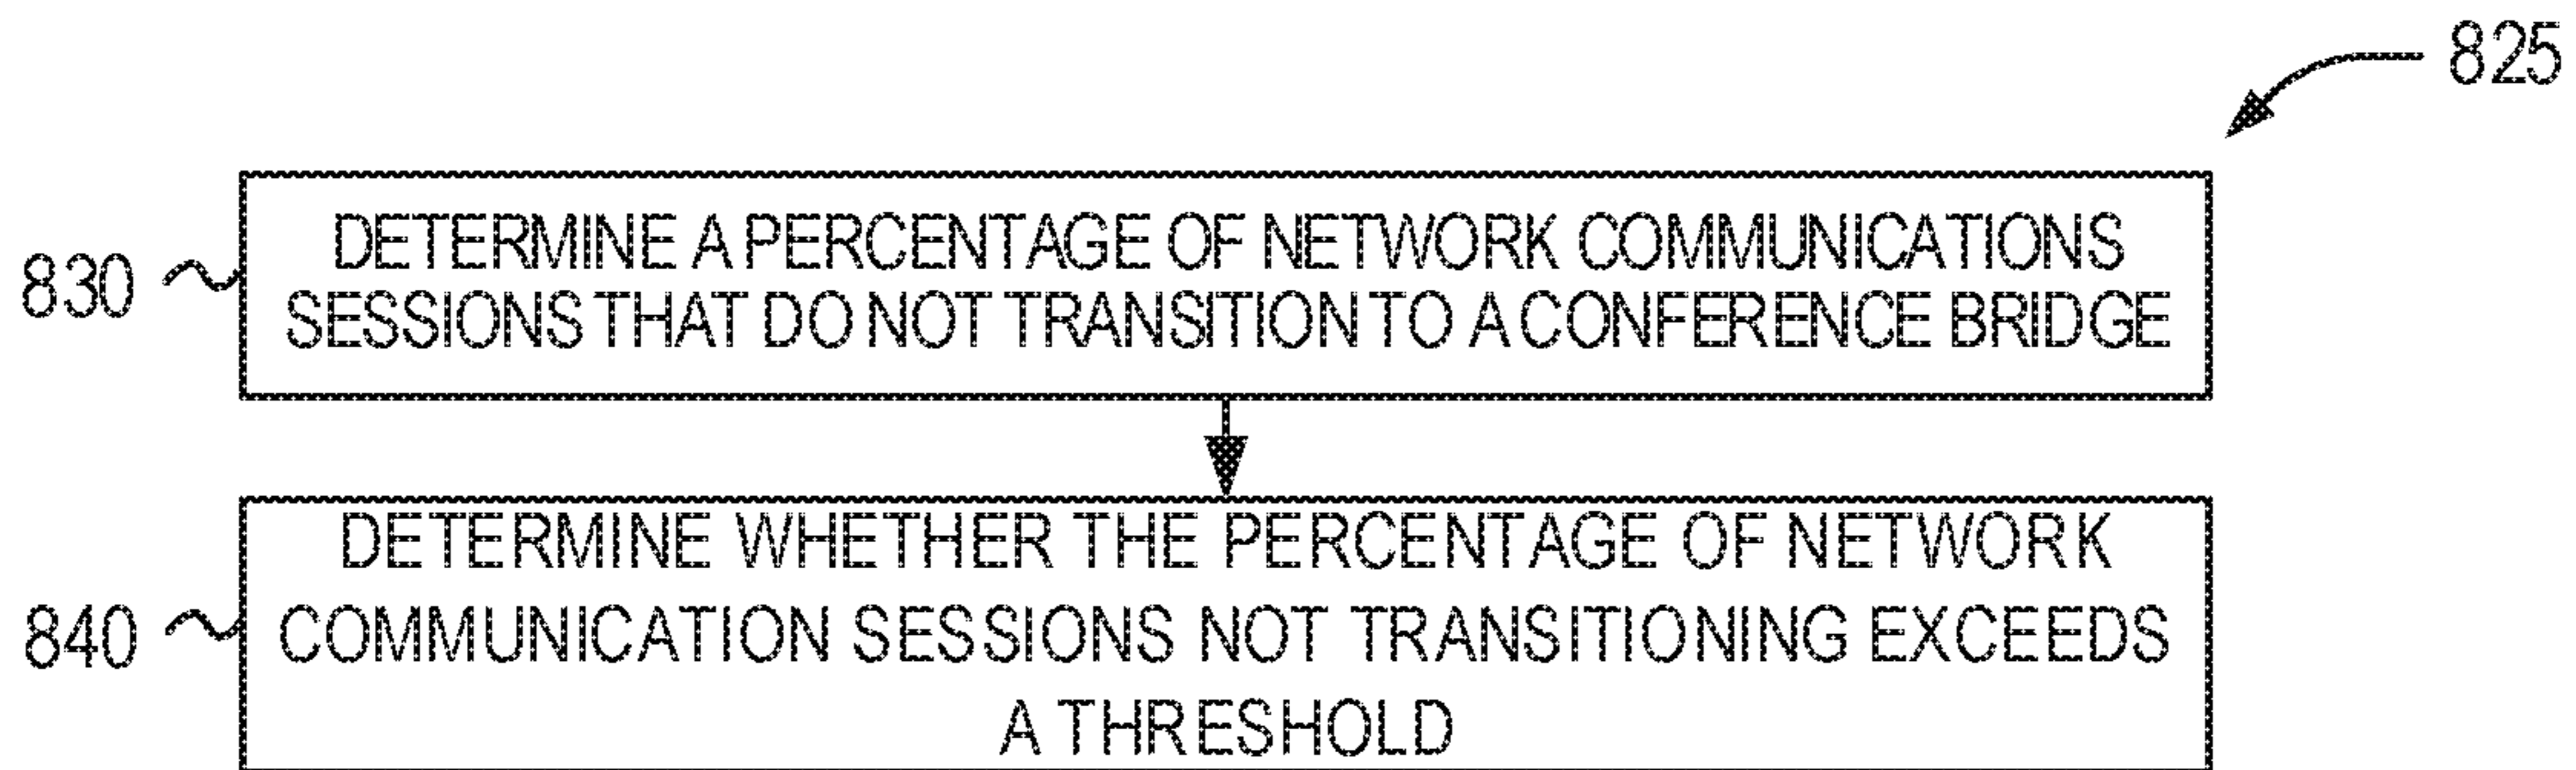 825
830
DETERMINE A PERCENTAGE OF NETWORK COMMUNICATIONS
SESSIONS THAT DO NOT TRANSITION TO A CONFERENCE BRIDGE
840
DETERMINE WHETHER THE PERCENTAGE OF NETWORK
COMMUNICATION SESSIONS NOT TRANSITIONING EXCEEDS
A THRESHOLD